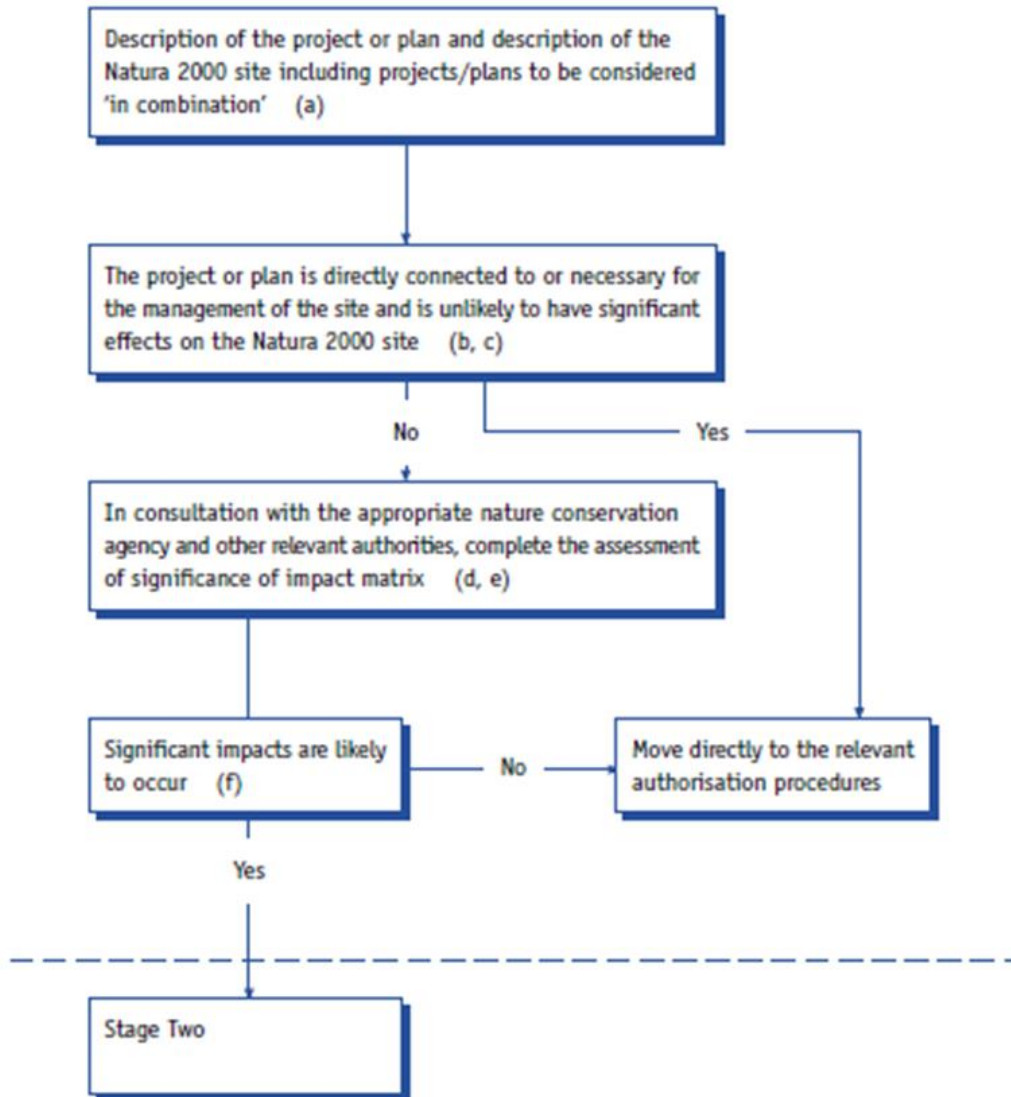 Description of the project or plan and description of the
Natura 2000 site including projects/plans to be considered
‘in combination’ (a)
The project or plan is directly connected to or necessary for
the management of the site and is unlikely to have significant
effects on the Natura 2000 site (b, c)
No
Yes
In consultation with the appropriate nature conservation
agency and other relevant authorities, complete the assessment
of significance of impact matrix (d, e)
Significant impacts are likely
to occur (f)
No
Move directly to the relevant
authorisation procedures
Yes
Stage Two